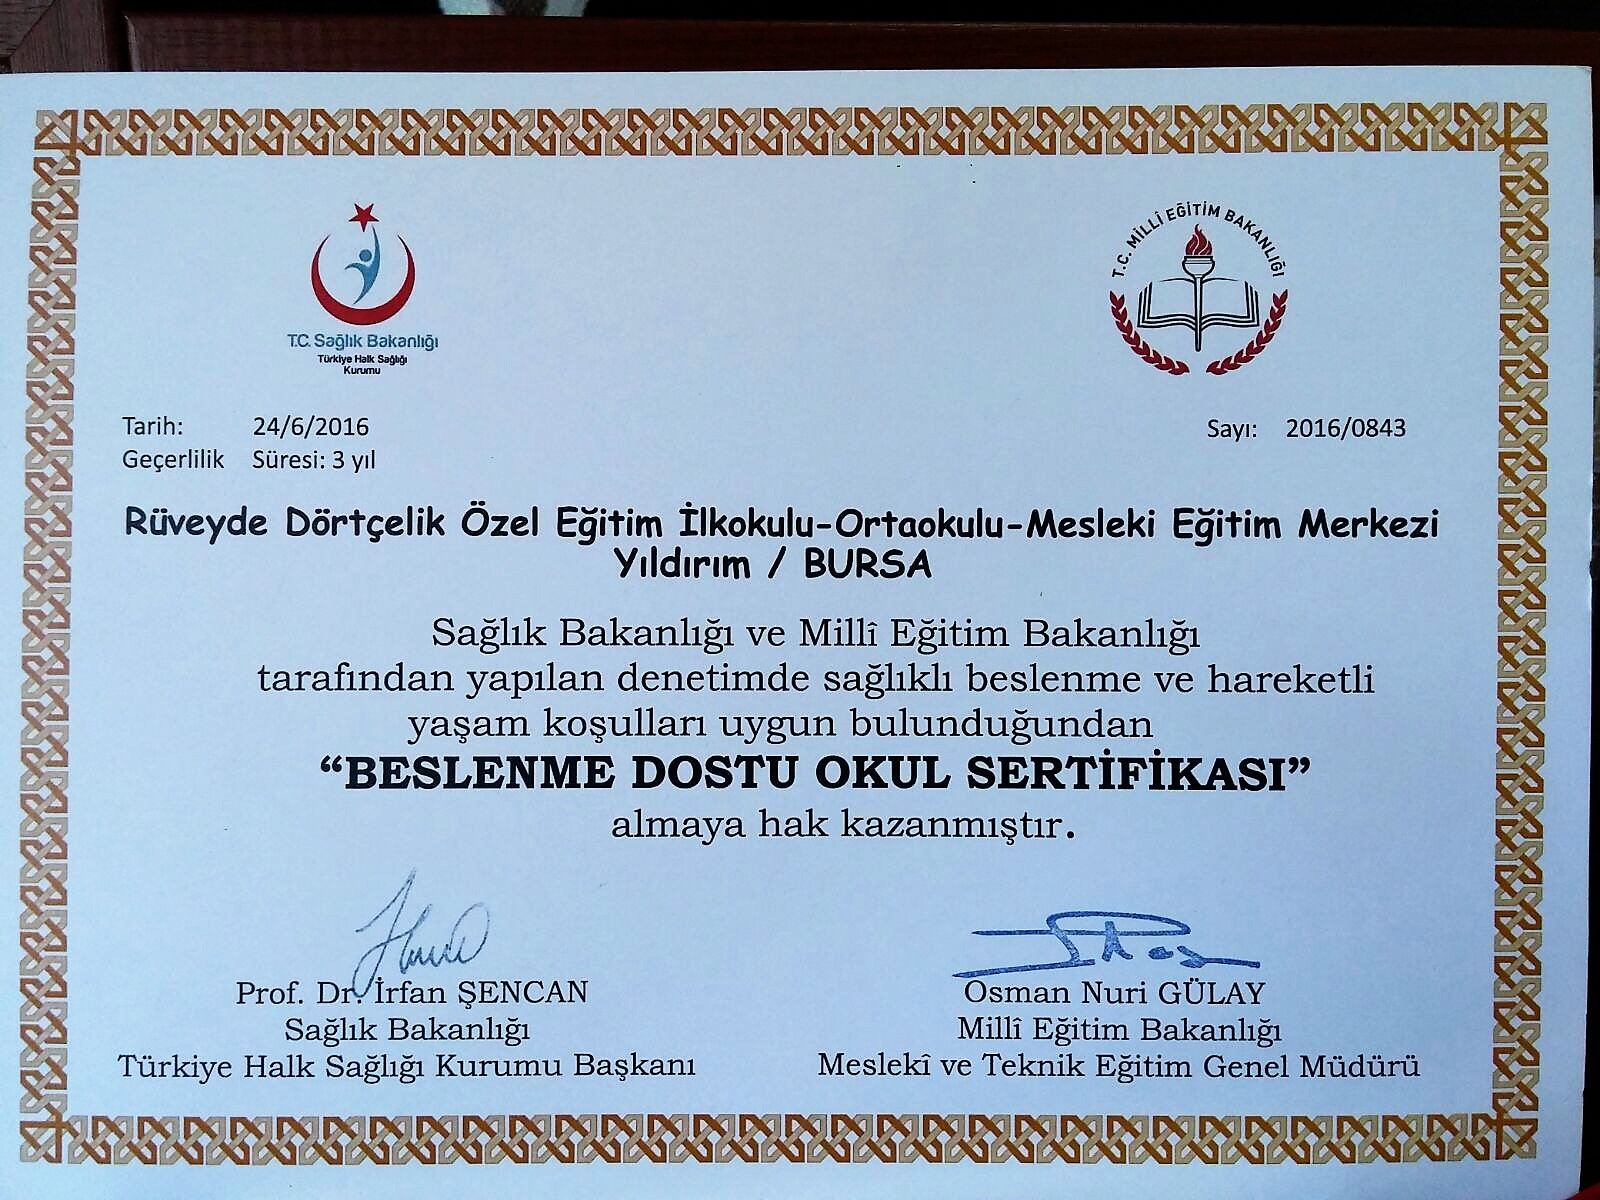 T.C. MİLLÎ EĞİTİM BAKANLIĞI
T.C. Sağlık Bakanlığı
Türkiye Halk Sağlığı
Kurumu
Tarih: 24/6/2016
Sayı: 2016/0843
Geçerlilik Süresi: 3 yıl
Rüveyde Dörtçelik Özel Eğitim İlkokulu-Ortaokulu-Mesleki Eğitim Merkezi
Yıldırım / BURSA
Sağlık Bakanlığı ve Millî Eğitim Bakanlığı
tarafından yapılan denetimde sağlıklı beslenme ve hareketli
yaşam koşulları uygun bulunduğundan
“BESLENME DOSTU OKUL SERTİFİKASI”
almaya hak kazanmıştır.
Prof. Dr. İrfan ŞENCAN
Sağlık Bakanlığı
Türkiye Halk Sağlığı Kurumu Başkanı
Osman Nuri GÜLAY
Millî Eğitim Bakanlığı
Meslekî ve Teknik Eğitim Genel Müdürü